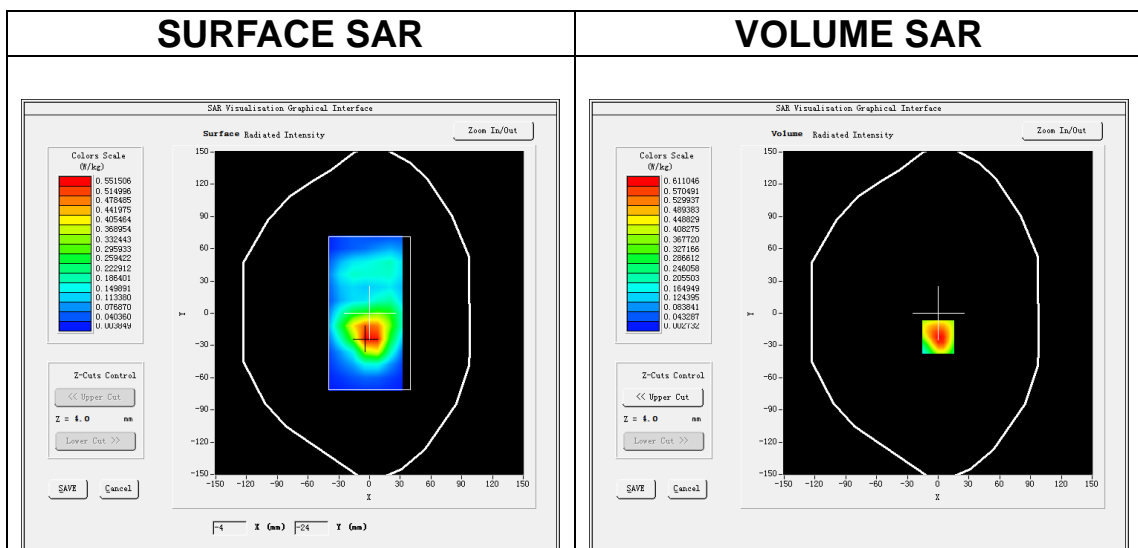 SURFACE SAR
VOLUME SAR
SAR Visualisation Graphical Interface
Surface Radiated Intensity
Zoom In/Out
Colors Scale
(W/kg)
0.551506
0.514996
0.478485
0.441975
0.405464
0.368954
0.332443
0.295933
0.259422
0.222912
0.186401
0.149891
0.113380
0.076870
0.040360
0.003849
150
120
90
60
30
0
-30
-60
-90
-120
-150
Y
-150 -120 -90 -60 -30 0 30 60 90 120 150
X
Z-Cuts Control
<< Upper Cut
Z = 4.0 mm
Lower Cut >>
SAVE Cancel
-4 X (mm) -24 Y (mm)
SAR Visualisation Graphical Interface
Volume Radiated Intensity
Zoom In/Out
Colors Scale
(W/kg)
0.611046
0.570491
0.529937
0.489383
0.448829
0.408275
0.367720
0.327166
0.286612
0.246058
0.205503
0.164949
0.124395
0.083841
0.043287
0.002732
150
120
90
60
30
0
-30
-60
-90
-120
-150
Y
-150 -120 -90 -60 -30 0 30 60 90 120 150
X
Z-Cuts Control
<< Upper Cut
Z = 4.0 mm
Lower Cut >>
SAVE Cancel